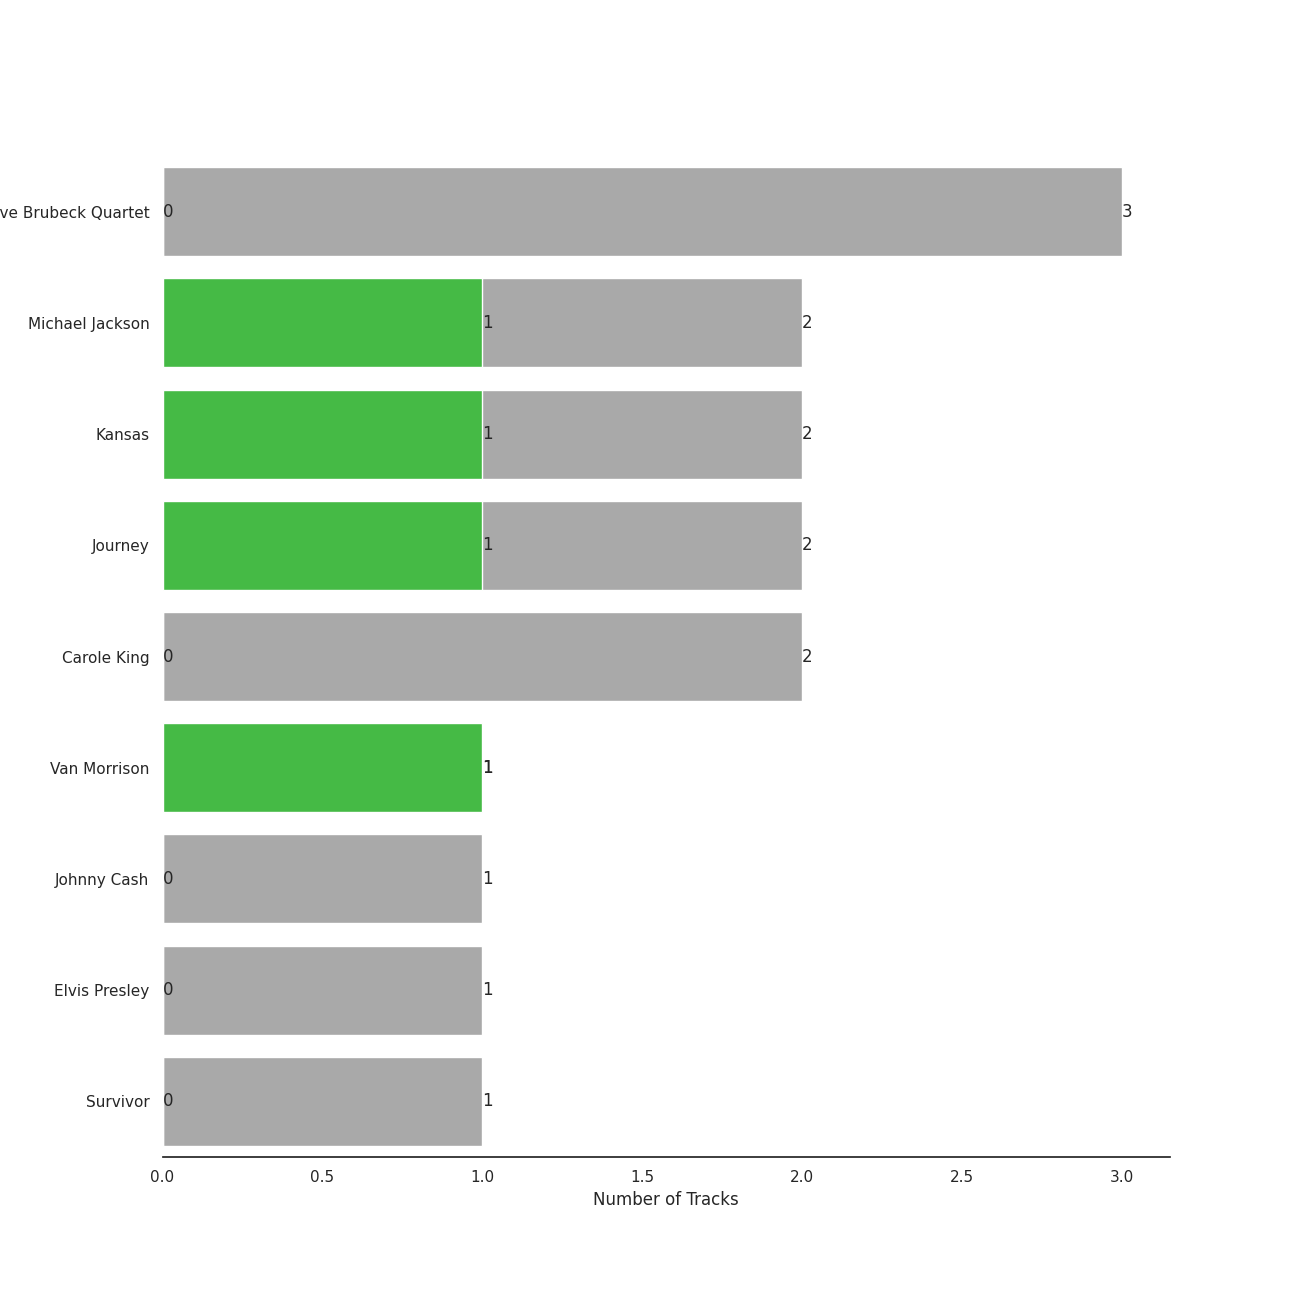 ve Brubeck Quartet 0 3
Michael Jackson 1 2
Kansas 1 2
Journey 1 2
Carole King 0 2
Van Morrison 1
Johnny Cash 0 1
Elvis Presley 0 1
Survivor 0 1
0.0 0.5 1.0 1.5 2.0 2.5 3.0
Number of Tracks